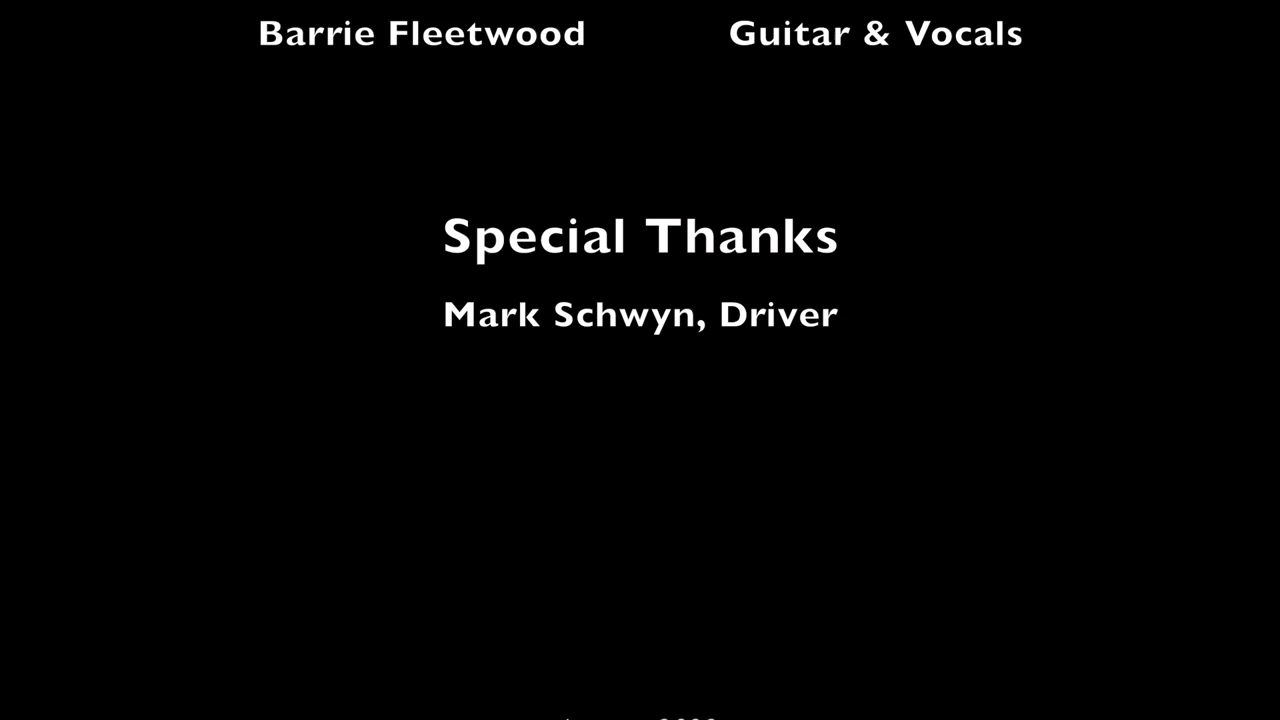 Barrie Fleetwood Guitar & Vocals
Special Thanks
Mark Schwyn, Driver